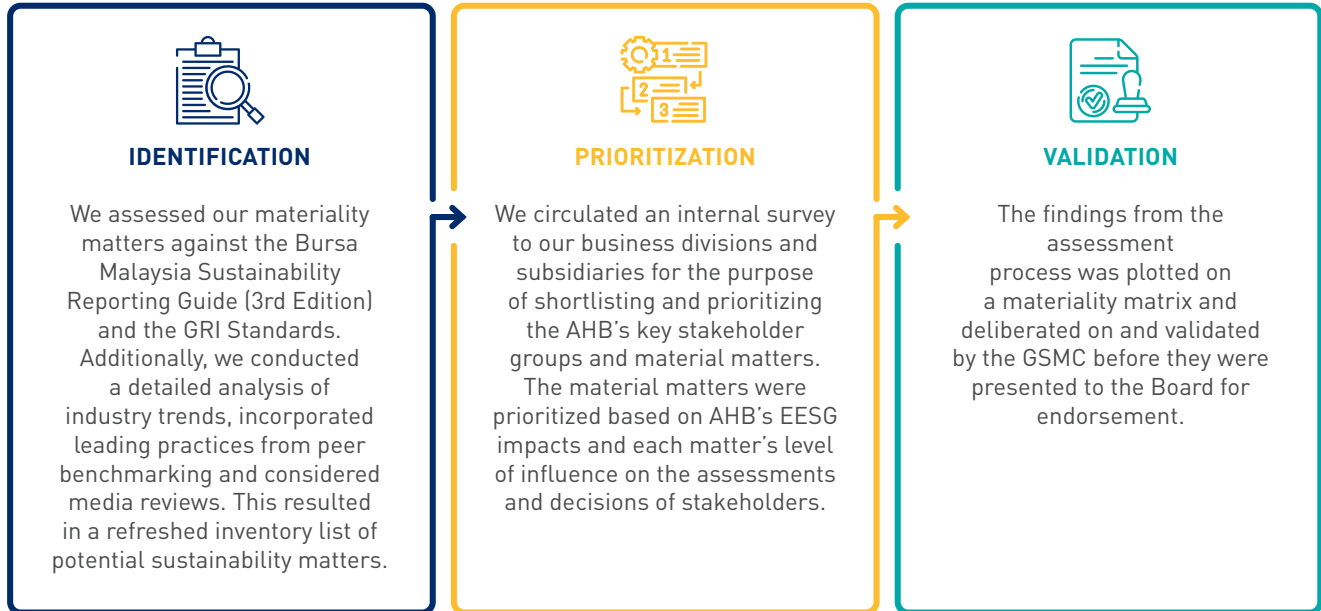 1
2
3
IDENTIFICATION
We assessed our materiality
matters against the Bursa
Malaysia Sustainability
Reporting Guide (3rd Edition)
and the GRI Standards.
Additionally, we conducted
a detailed analysis of
industry trends, incorporated
leading practices from peer
benchmarking and considered
media reviews. This resulted
in a refreshed inventory list of
potential sustainability matters.
PRIORITIZATION
We circulated an internal survey
to our business divisions and
subsidiaries for the purpose
of shortlisting and prioritizing
the AHB's key stakeholder
groups and material matters.
The material matters were
prioritized based on AHB's EESG
impacts and each matter's level
of influence on the assessments
and decisions of stakeholders.
VALIDATION
The findings from the
assessment
process was plotted on
a materiality matrix and
deliberated on and validated
by the GSMC before they were
presented to the Board for
endorsement.